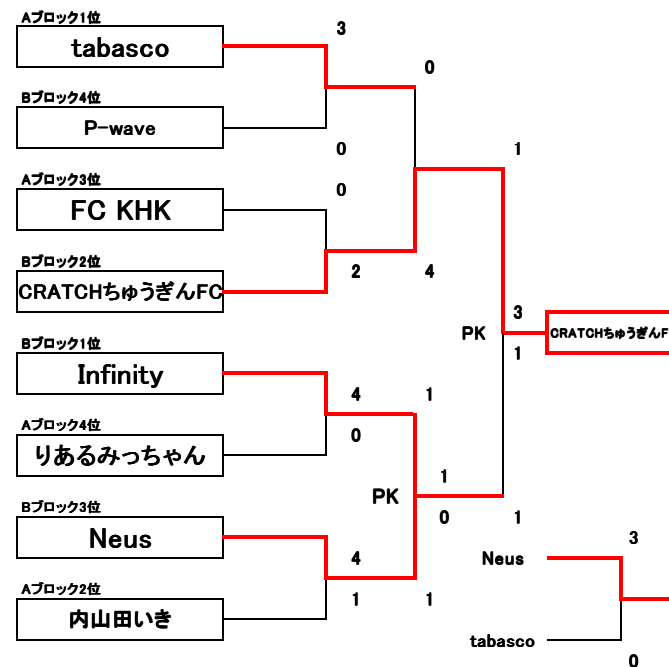 Aブロック1位
tabasco
3
0
Bブロック4位
P-wave
0
1
Aブロック3位
FC KHK
0
Bブロック2位
CRATCHちゅうぎんFC
2
4
3
PK
CRATCHちゅうぎんF
1
Bブロック1位
Infinity
4
1
Aブロック4位
りあるみっちゃん
0
1
PK
0
1
Bブロック3位
Neus
4
3
Neus
Aブロック2位
内山田いき
1
1
tabasco
0